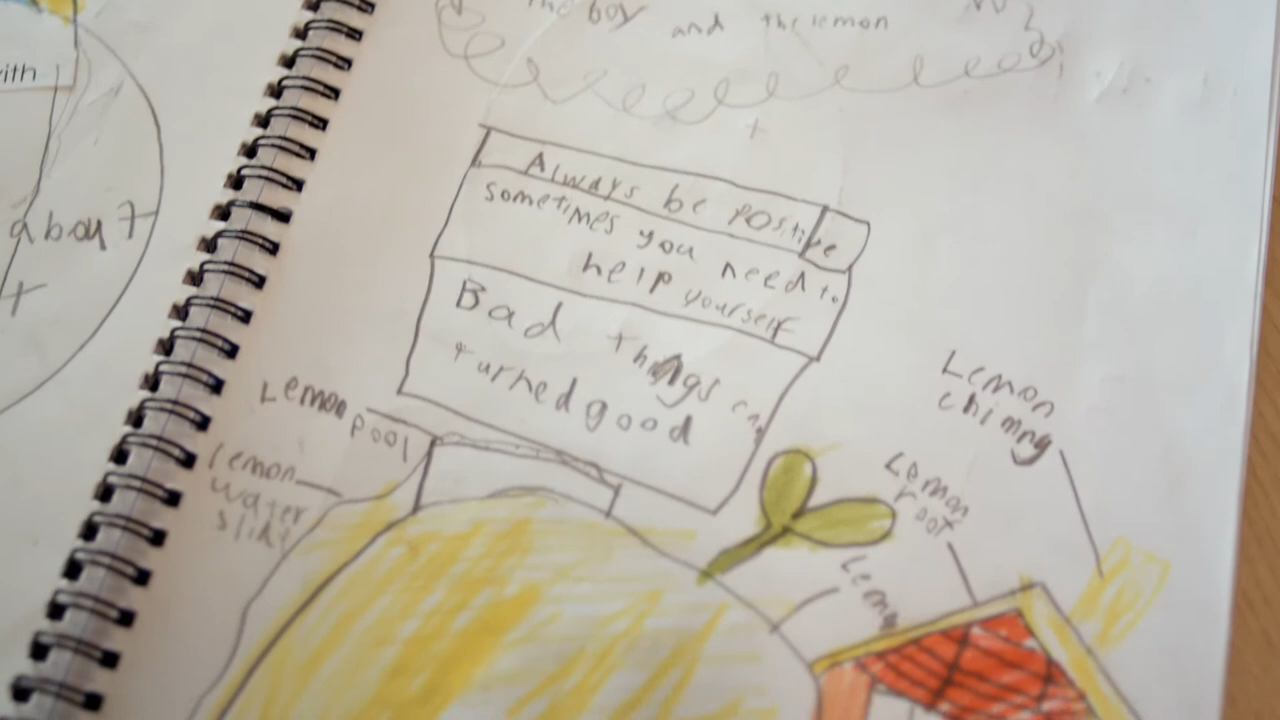 the boy and the lemon
Always be positive
sometimes you need to
help yourself
Bad things can
turned good
Lemon
pool
lemon
water
Lemon
chimny
Lemon
roof
Lemon
with
about